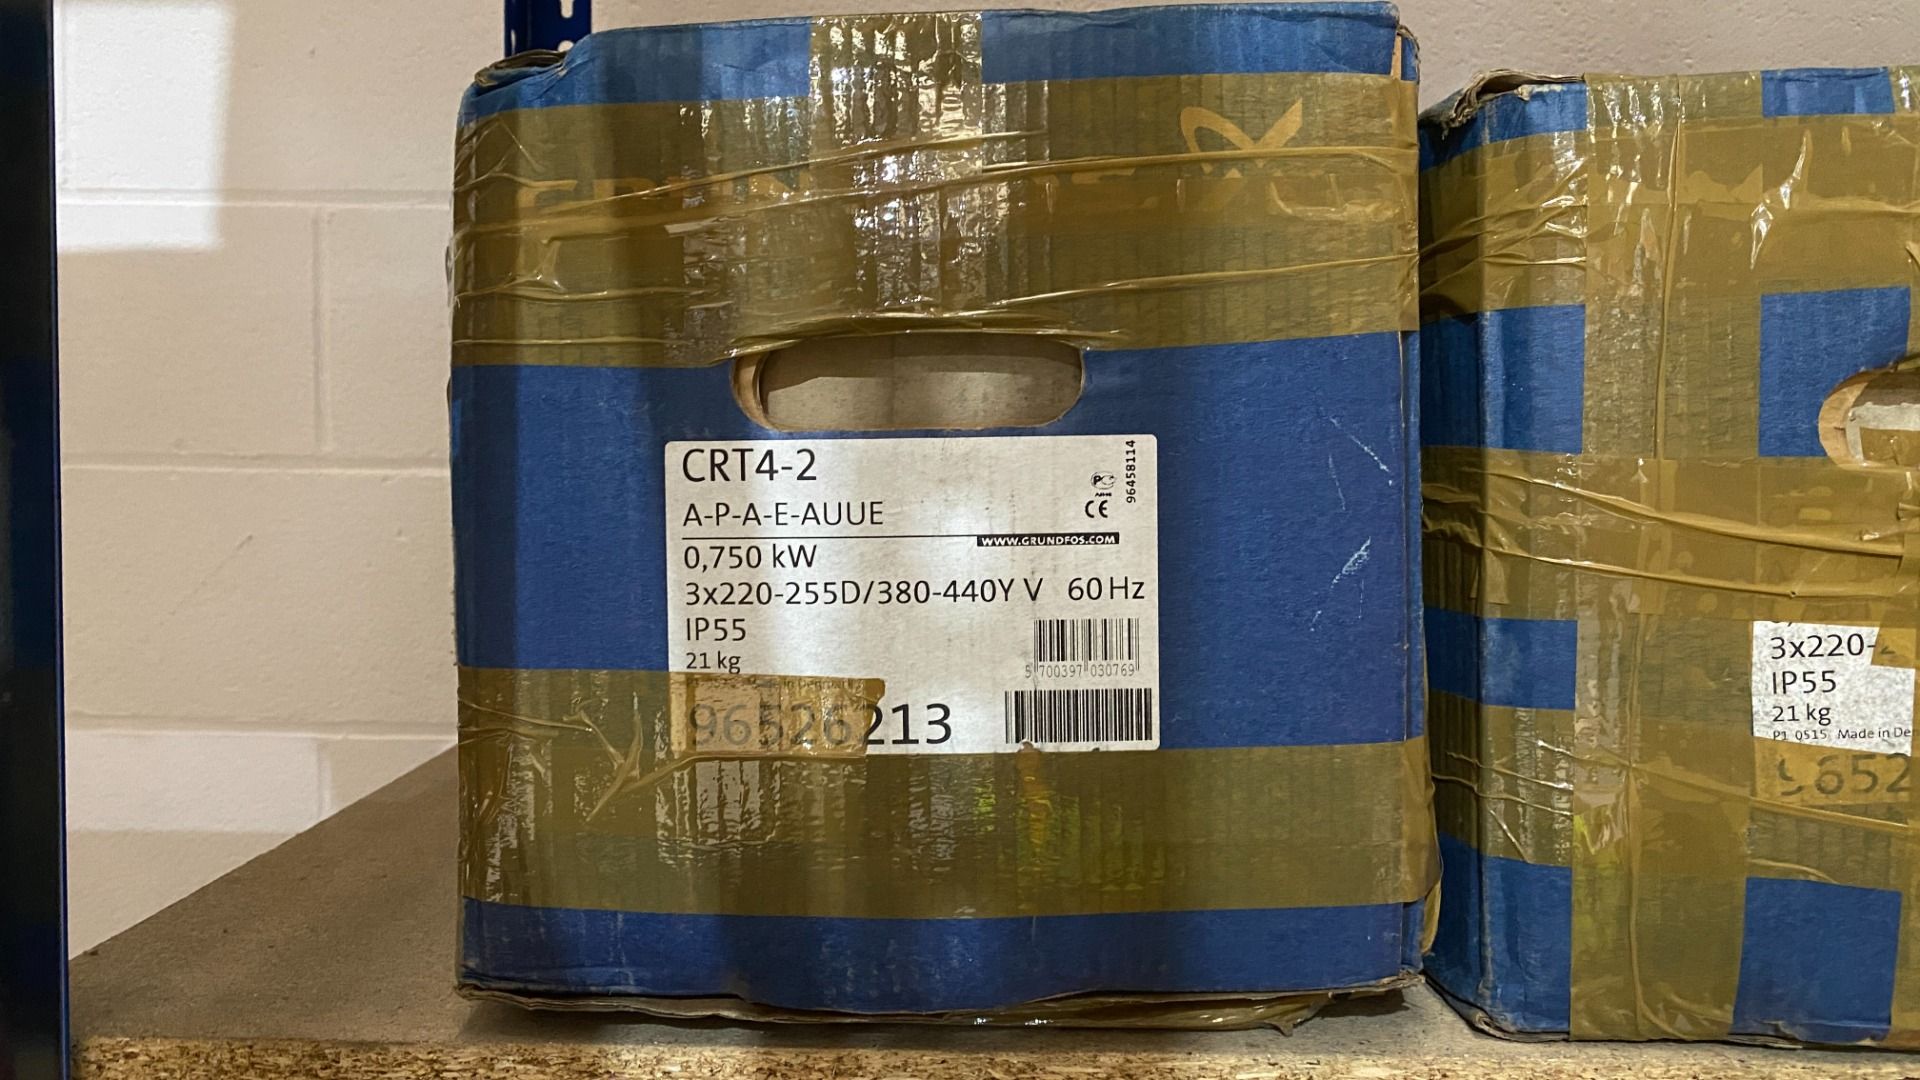 CRT4-2
A-P-A-E-AUUE
96458114
CE
WWW.GRUNDFOS.COM
0,750 kW
3x220-255D/380-440Y V 60 Hz
IP55
21 kg
5 700397 030769
96526213
3x220-
IP55
21 kg
P1 0515 Made in De
9652